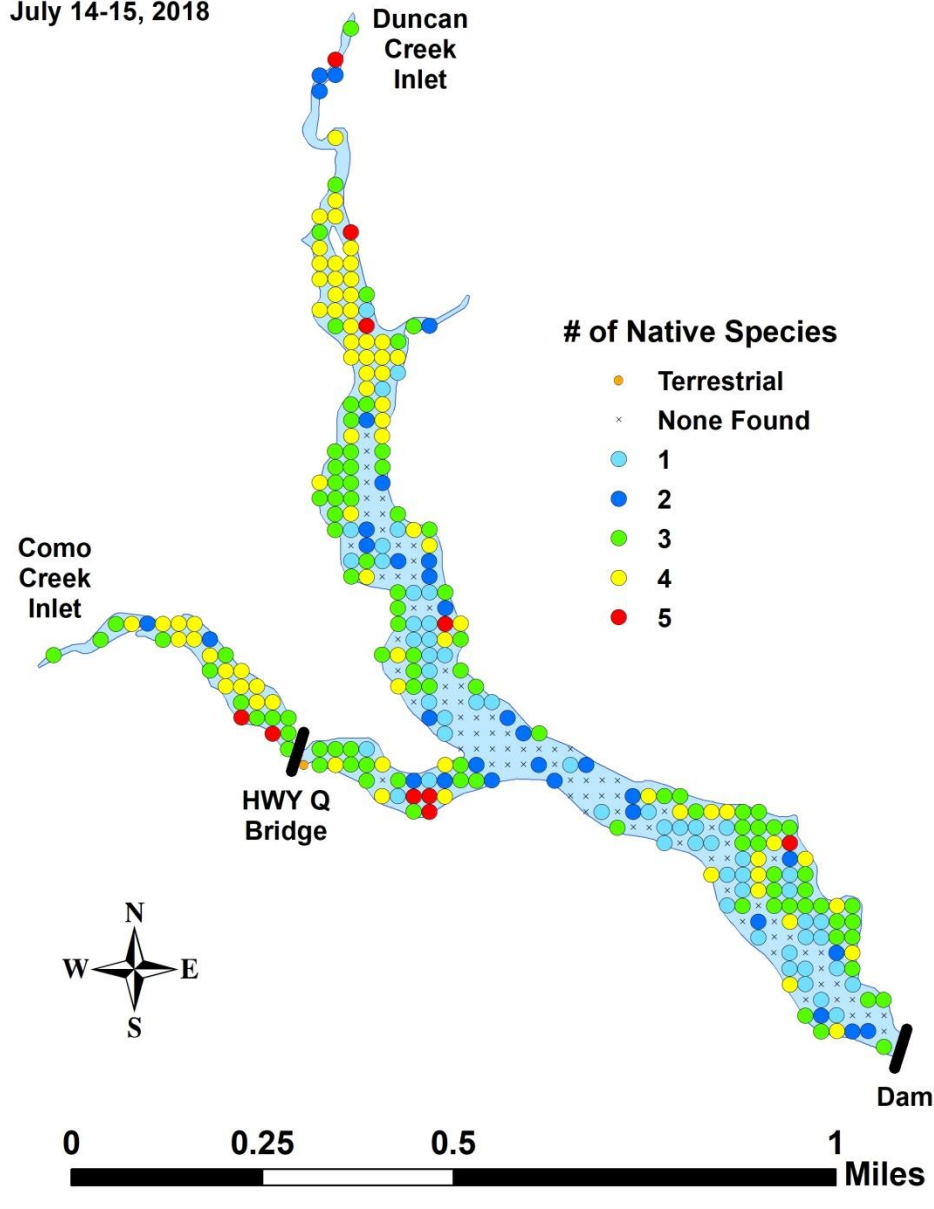 July 14-15, 2018
Duncan
Creek
Inlet
# of Native Species
Terrestrial
None Found
1
2
3
4
5
Como
Creek
Inlet
HWY Q
Bridge
N
W E
S
Dam
0 0.25 0.5 1
Miles